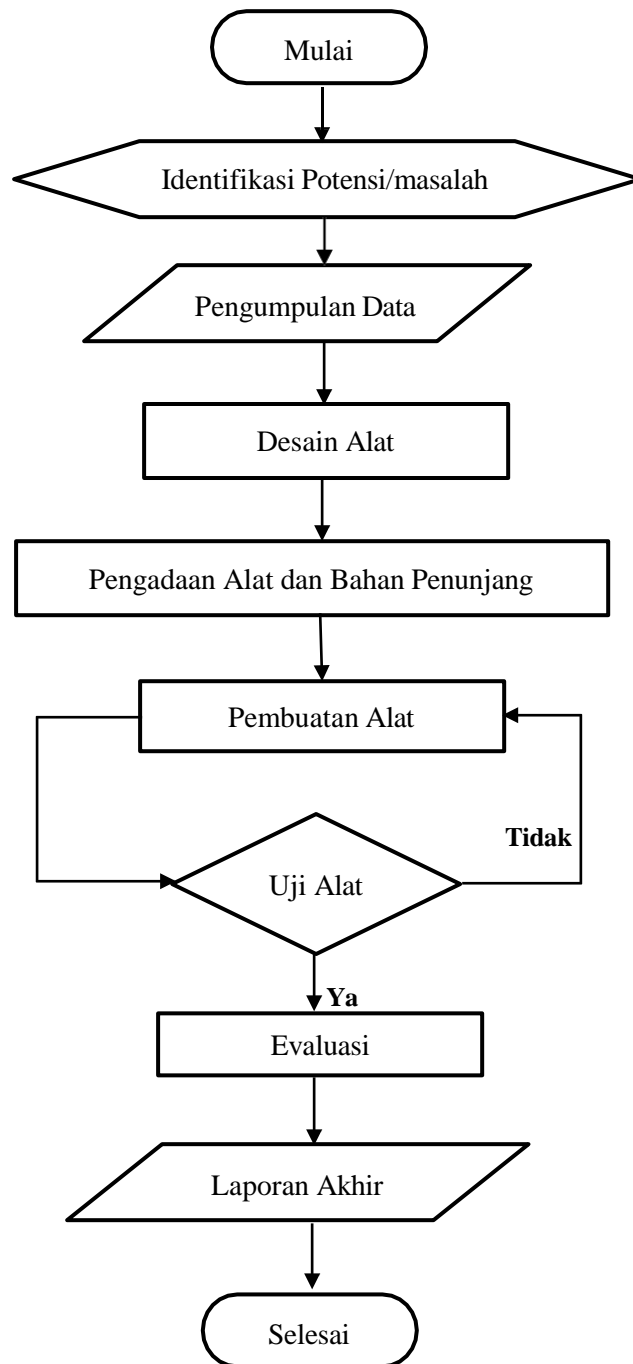 Mulai
Identifikasi Potensi/masalah
Pengumpulan Data
Desain Alat
Pengadaan Alat dan Bahan Penunjang
Pembuatan Alat
Tidak
Uji Alat
Ya
Evaluasi
Laporan Akhir
Selesai